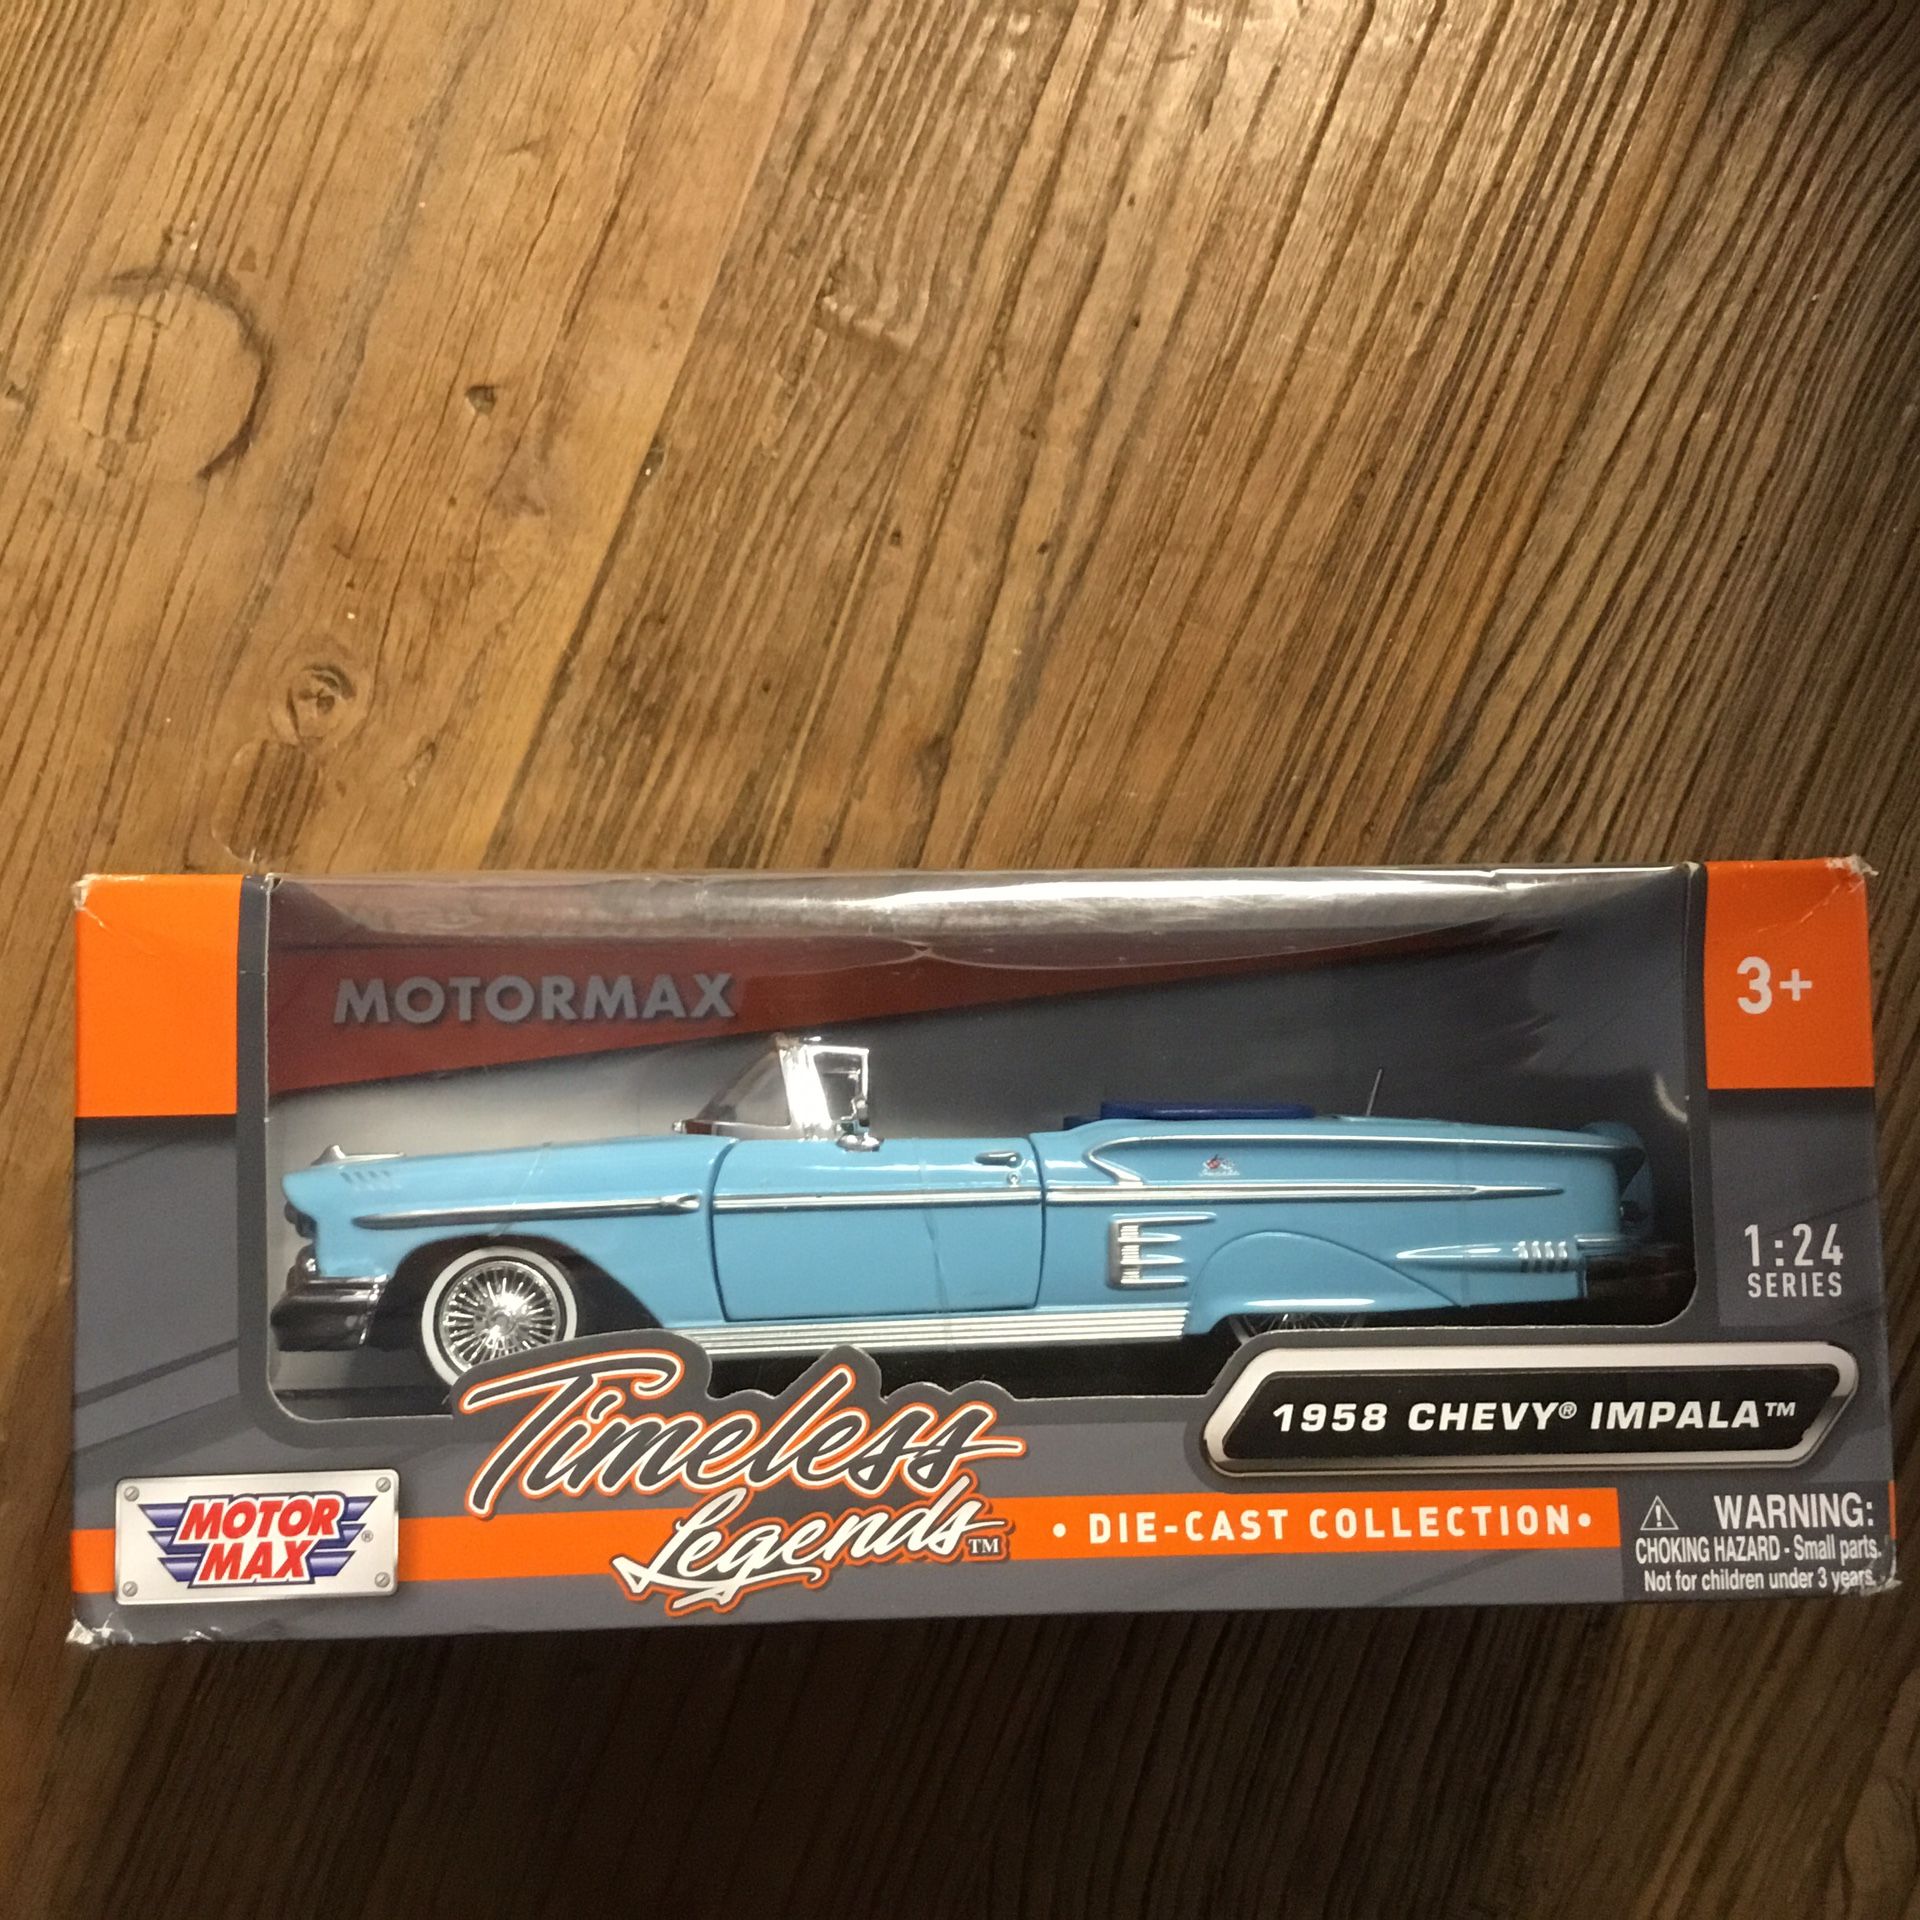 MOTORMAX
3+
1:24
SERIES
1958 CHEVY® IMPALA™
Timeless
Legends™
• DIE-CAST COLLECTION •
MOTOR
MAX®
⚠ WARNING:
CHOKING HAZARD - Small parts.
Not for children under 3 years.